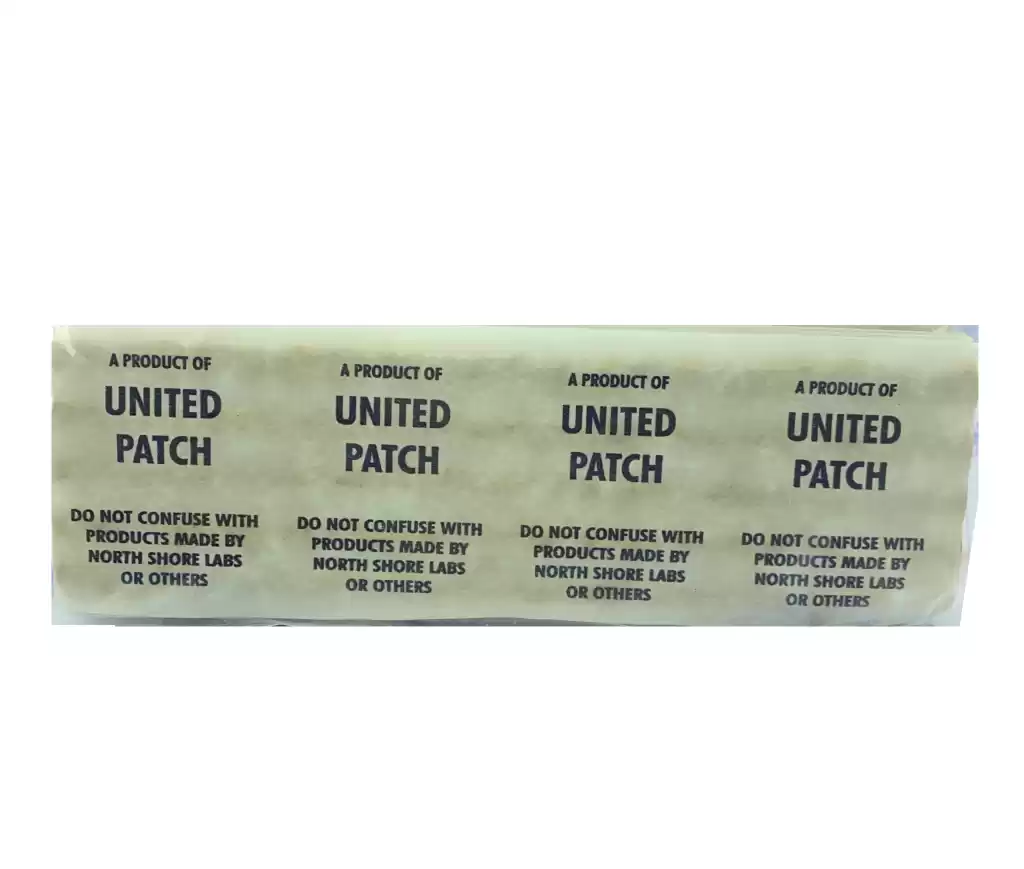 A PRODUCT OF
UNITED
PATCH
DO NOT CONFUSE WITH
PRODUCTS MADE BY
NORTH SHORE LABS
OR OTHERS
A PRODUCT OF
UNITED
PATCH
DO NOT CONFUSE WITH
PRODUCTS MADE BY
NORTH SHORE LABS
OR OTHERS
A PRODUCT OF
UNITED
PATCH
DO NOT CONFUSE WITH
PRODUCTS MADE BY
NORTH SHORE LABS
OR OTHERS
A PRODUCT OF
UNITED
PATCH
DO NOT CONFUSE WITH
PRODUCTS MADE BY
NORTH SHORE LABS
OR OTHERS